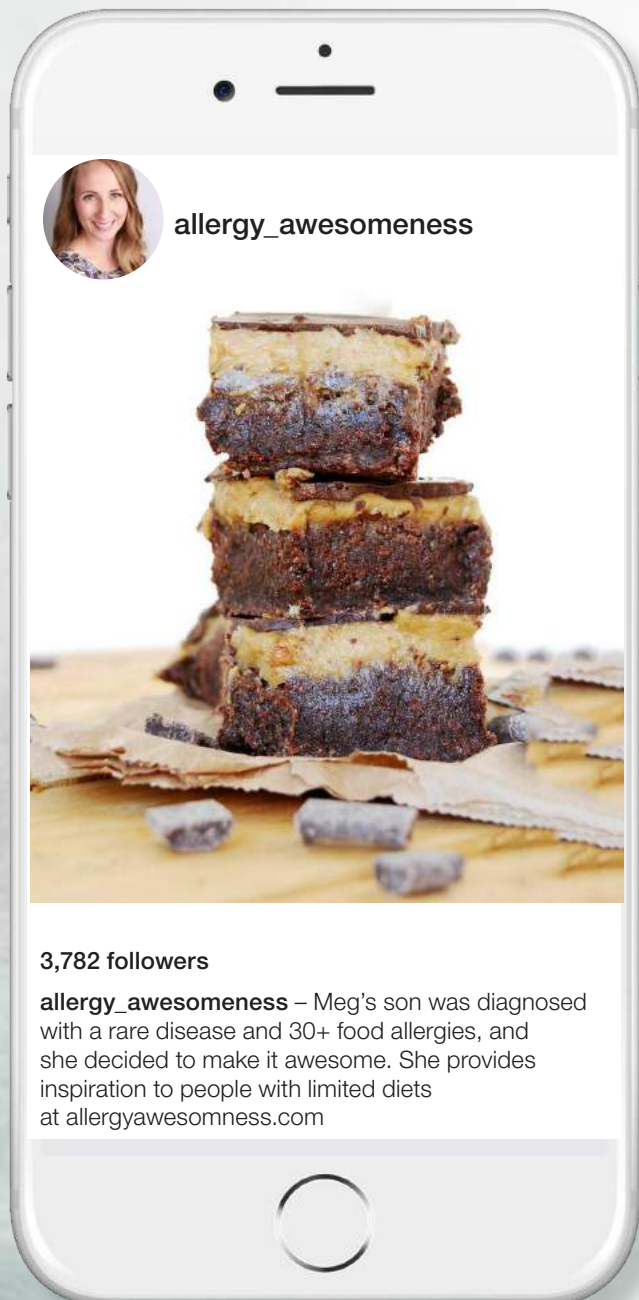 allergy_awesomeness
3,782 followers
allergy_awesomeness – Meg’s son was diagnosed
with a rare disease and 30+ food allergies, and
she decided to make it awesome. She provides
inspiration to people with limited diets
at allergyawesomness.com